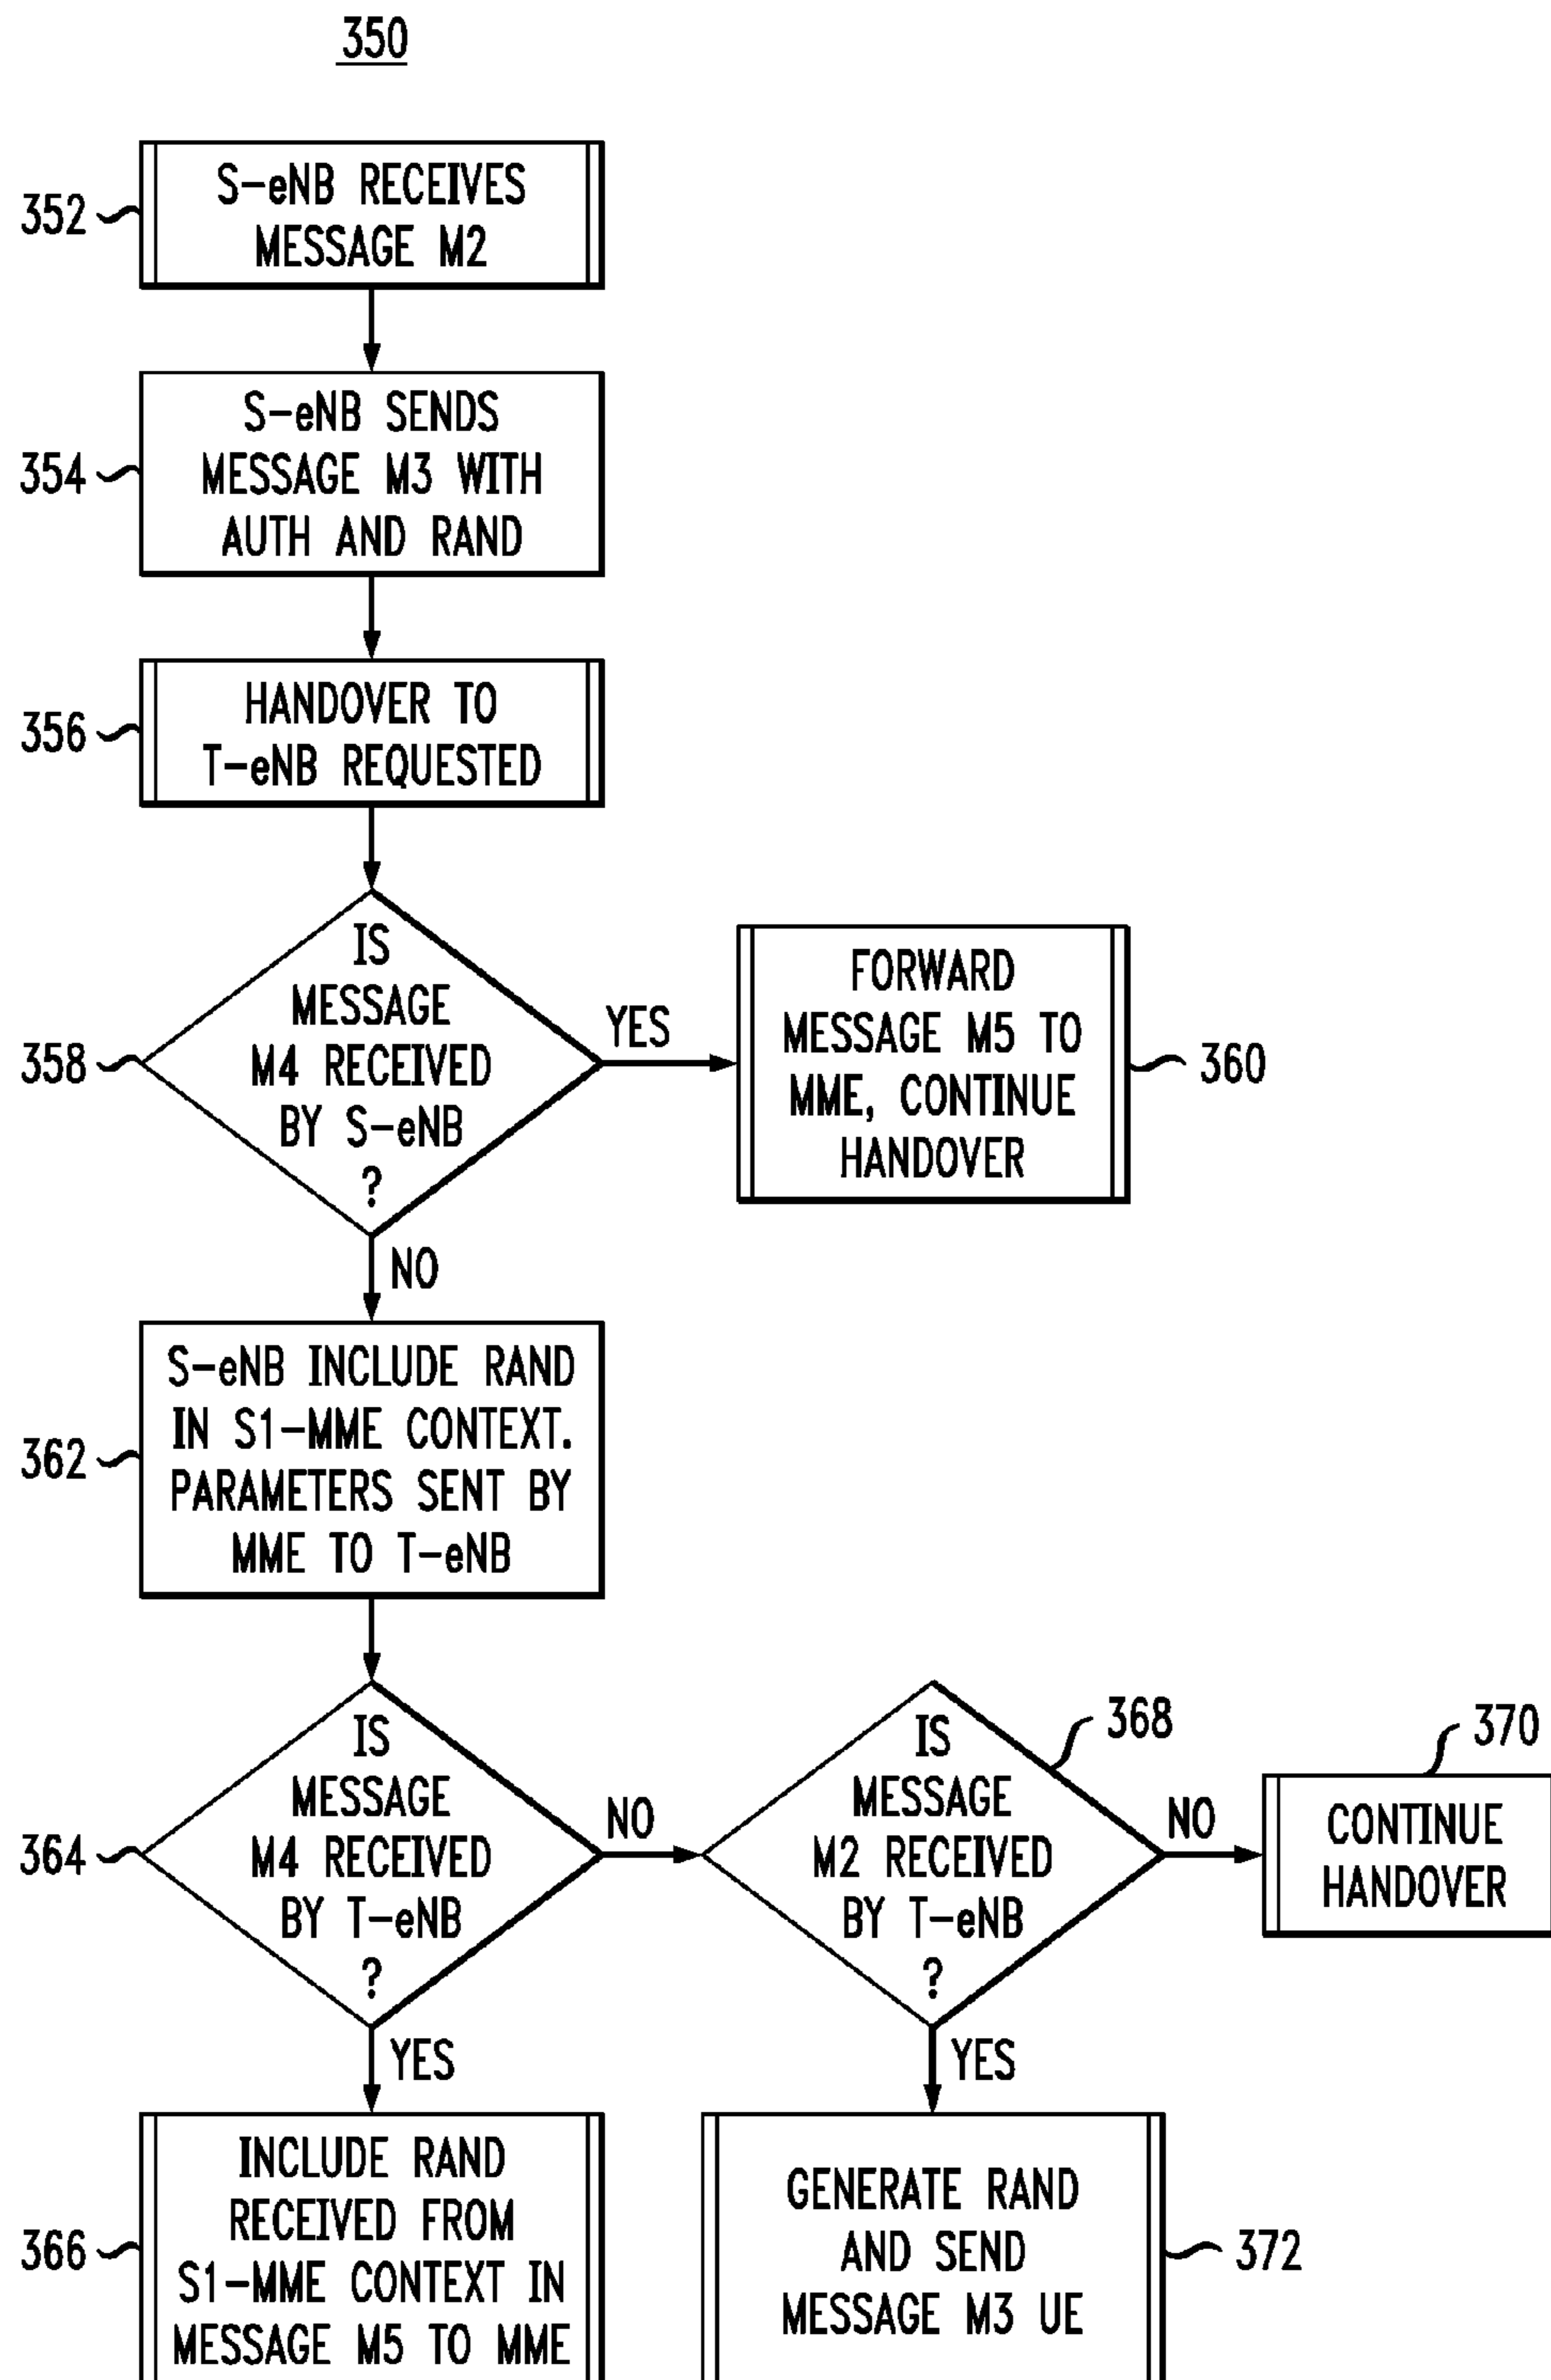 350
352
S-eNB RECEIVES
MESSAGE M2
354
S-eNB SENDS
MESSAGE M3 WITH
AUTH AND RAND
356
HANDOVER TO
T-eNB REQUESTED
358
IS
MESSAGE
M4 RECEIVED
BY S-eNB
?
YES
FORWARD
MESSAGE M5 TO
MME, CONTINUE
HANDOVER
360
NO
362
S-eNB INCLUDE RAND
IN S1-MME CONTEXT.
PARAMETERS SENT BY
MME TO T-eNB
364
IS
MESSAGE
M4 RECEIVED
BY T-eNB
?
NO
IS
MESSAGE
M2 RECEIVED
BY T-eNB
?
368
NO
370
CONTINUE
HANDOVER
YES
YES
366
INCLUDE RAND
RECEIVED FROM
S1-MME CONTEXT IN
MESSAGE M5 TO MME
GENERATE RAND
AND SEND
MESSAGE M3 UE
372